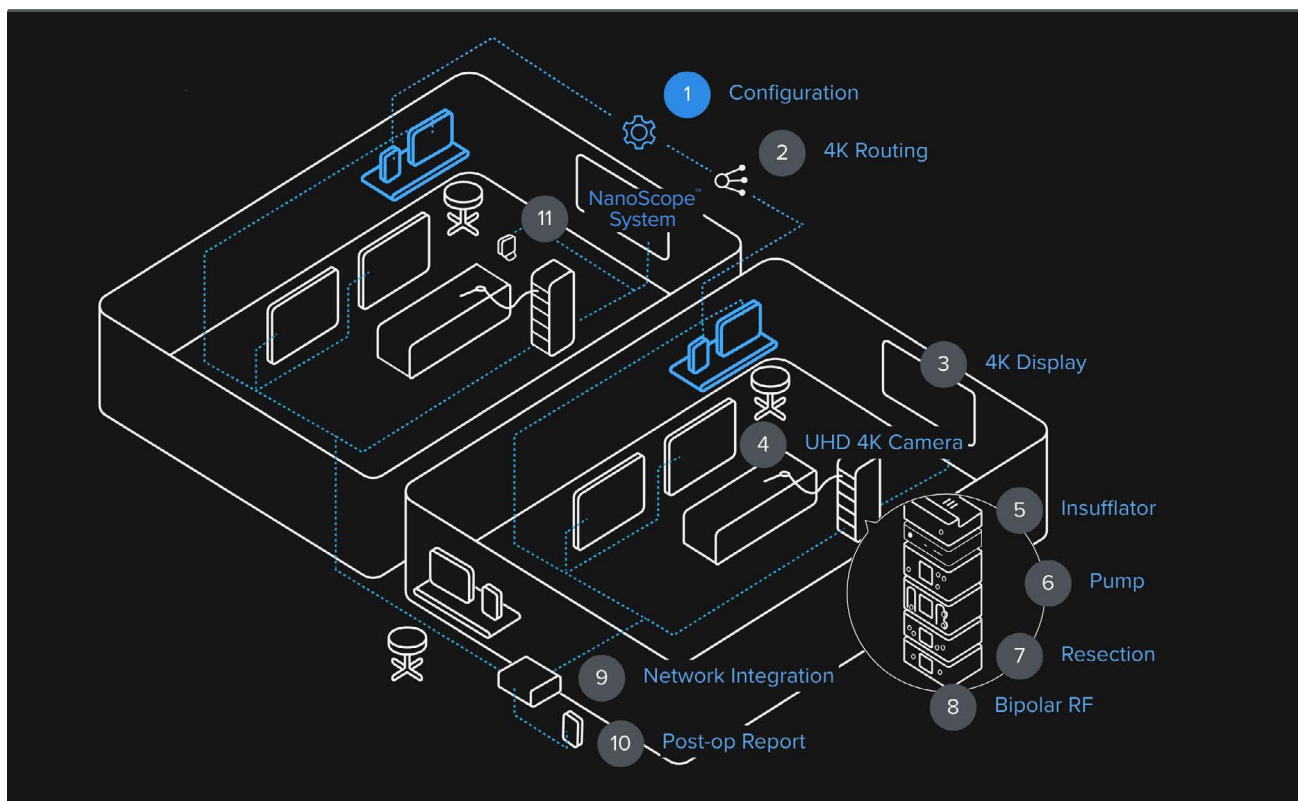 1 Configuration
2 4K Routing
11 NanoScope™
System
3 4K Display
4 UHD 4K Camera
5 Insufflator
6 Pump
7 Resection
8 Bipolar RF
9 Network Integration
10 Post-op Report